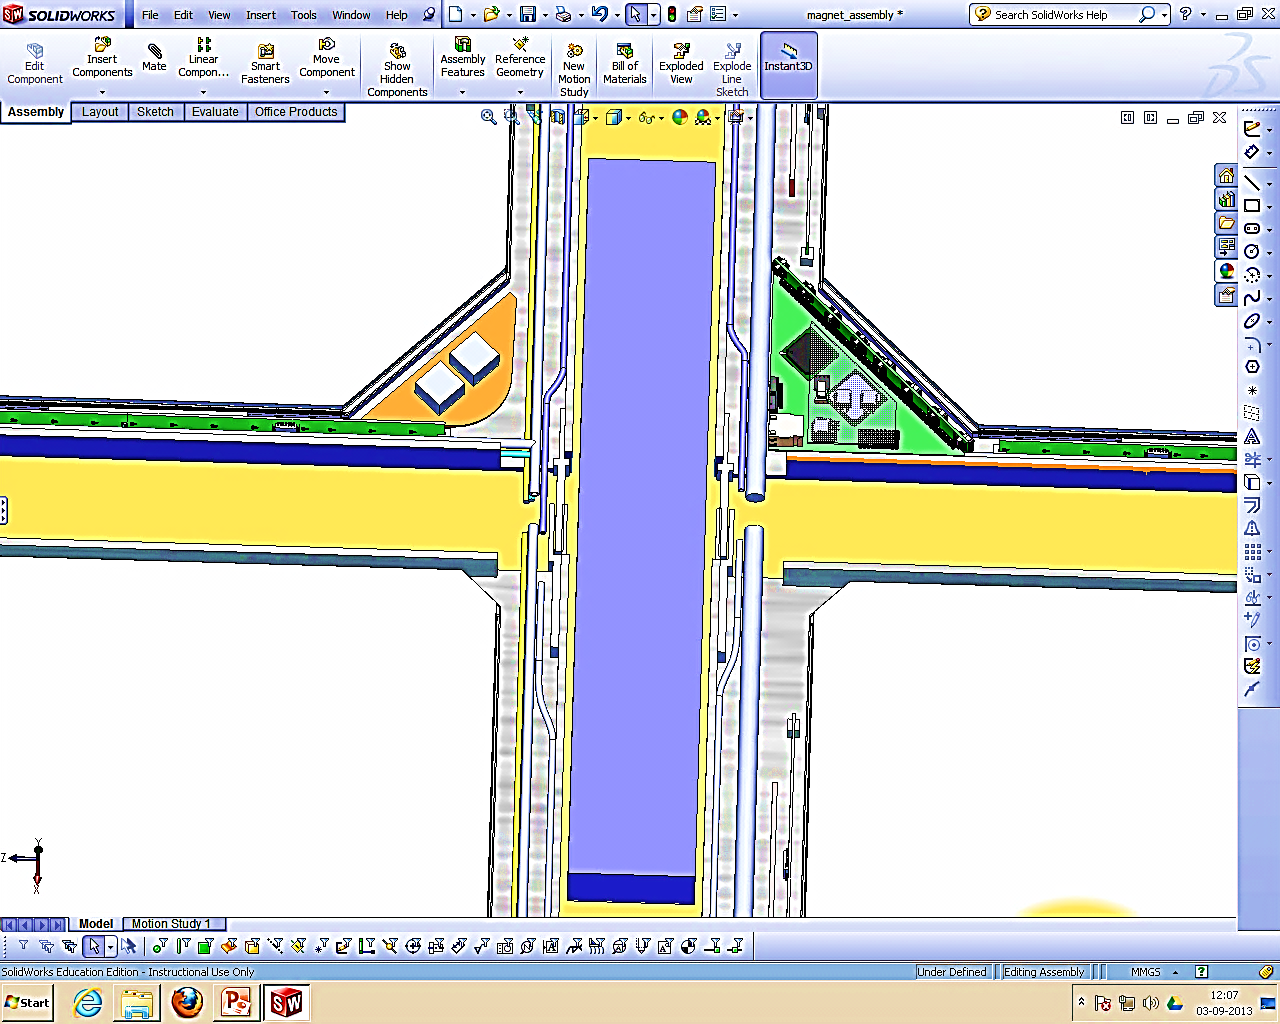 SW SOLIDWORKS File Edit View Insert Tools Window Help magnet_assembly * Search SolidWorks Help
Edit Component
Insert Components
Mate
Linear Compon...
Smart Fasteners
Move Component
Show Hidden Components
Assembly Features
Reference Geometry
New Motion Study
Bill of Materials
Exploded View
Explode Line Sketch
Instant3D
Assembly Layout Sketch Evaluate Office Products
Y
Z
X
Model Motion Study 1
SolidWorks Education Edition - Instructional Use Only Under Defined Editing Assembly MMGS
Start 12:07
03-09-2013